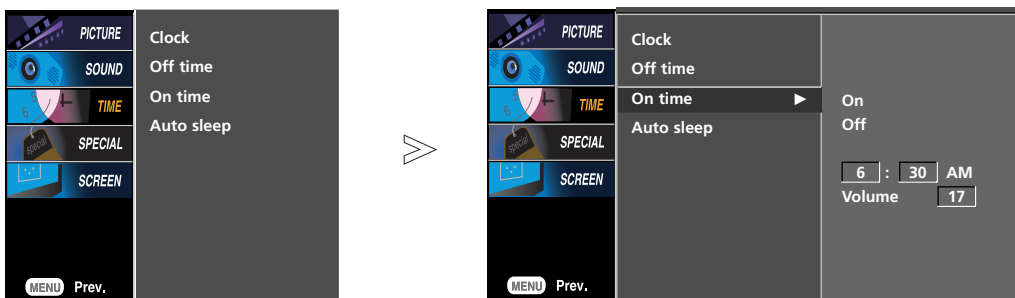 PICTURE
SOUND
TIME
SPECIAL
SCREEN
MENU Prev.
Clock
Off time
On time
Auto sleep
>
PICTURE
SOUND
TIME
SPECIAL
SCREEN
MENU Prev.
Clock
Off time
On time ►
Auto sleep
On
Off
6 : 30 AM
Volume 17